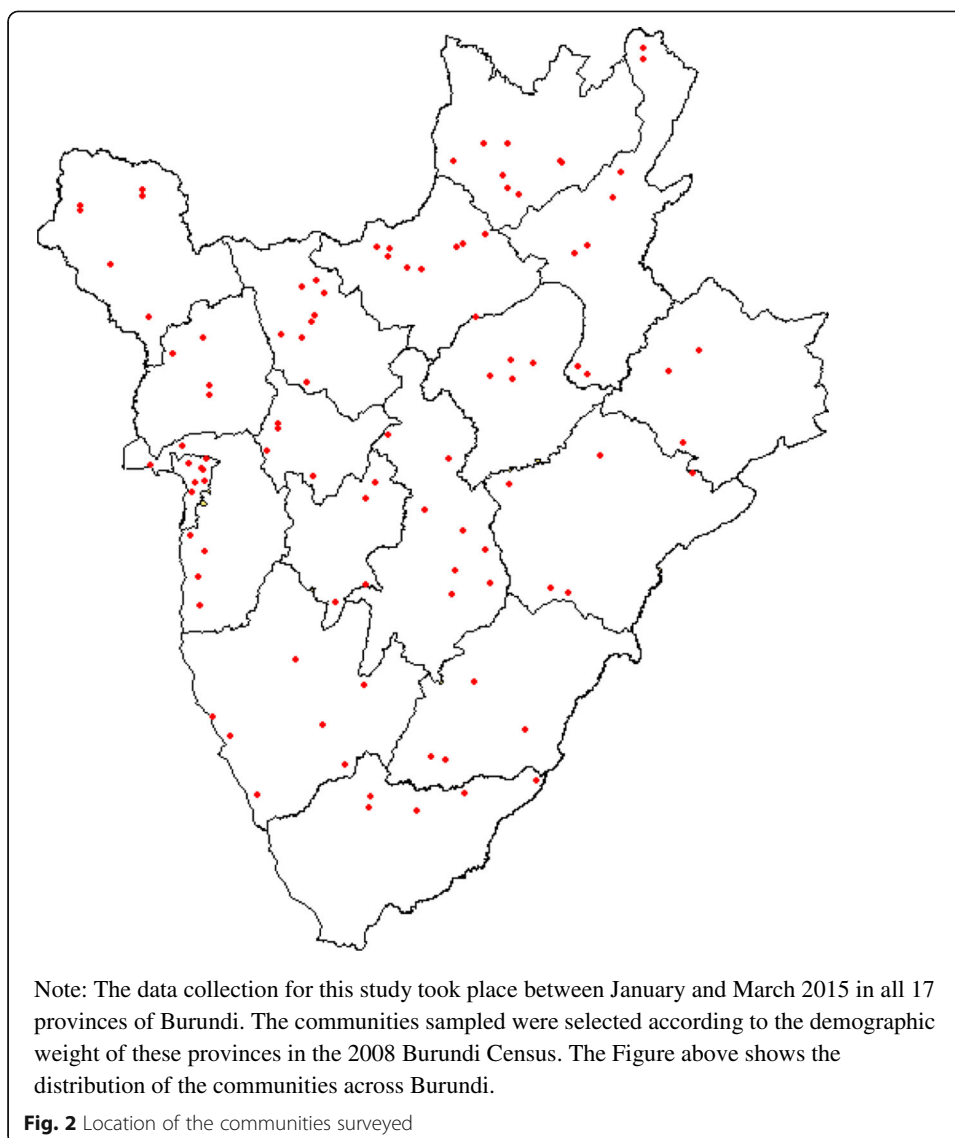 Note: The data collection for this study took place between January and March 2015 in all 17
provinces of Burundi. The communities sampled were selected according to the demographic
weight of these provinces in the 2008 Burundi Census. The Figure above shows the
distribution of the communities across Burundi.
Fig. 2 Location of the communities surveyed